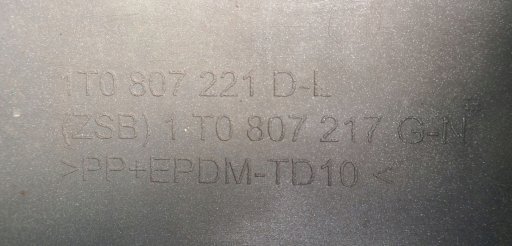 1T0 807 221 D-L
(ZSB) 1 T0 807 217 G-N
>PP+EPDM-TD10<